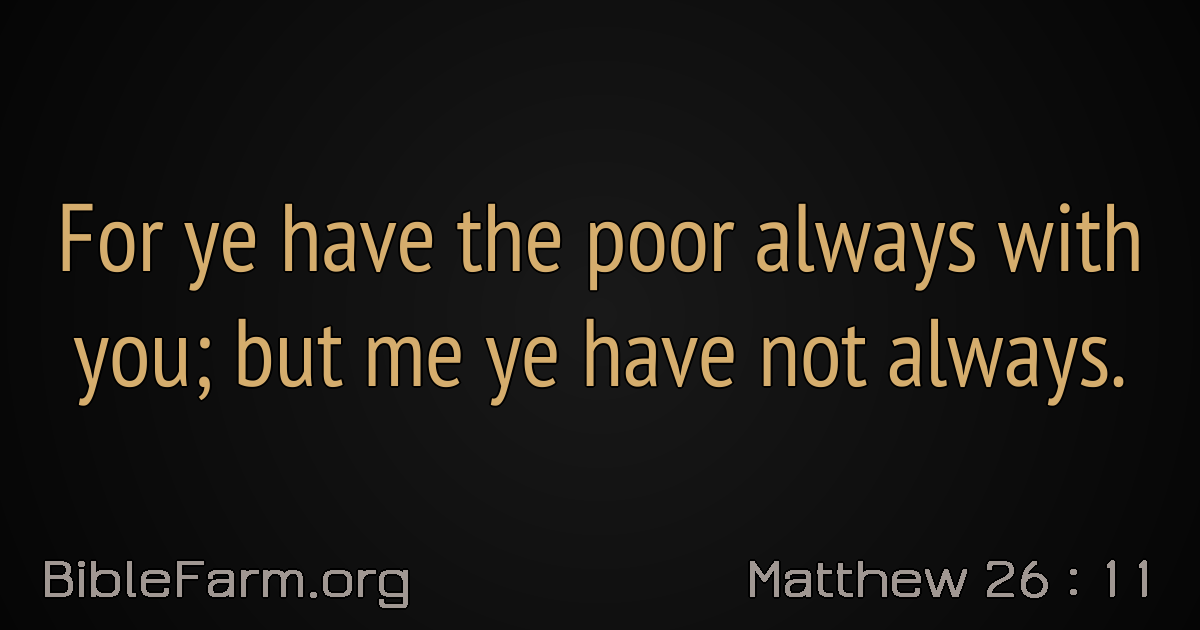 For ye have the poor always with
you; but me ye have not always.
BibleFarm.org
Matthew 26 : 11